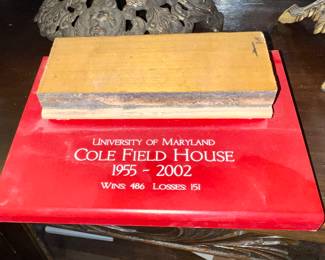 University of Maryland
Cole Field House
1955 - 2002
Wins: 486 Losses: 151